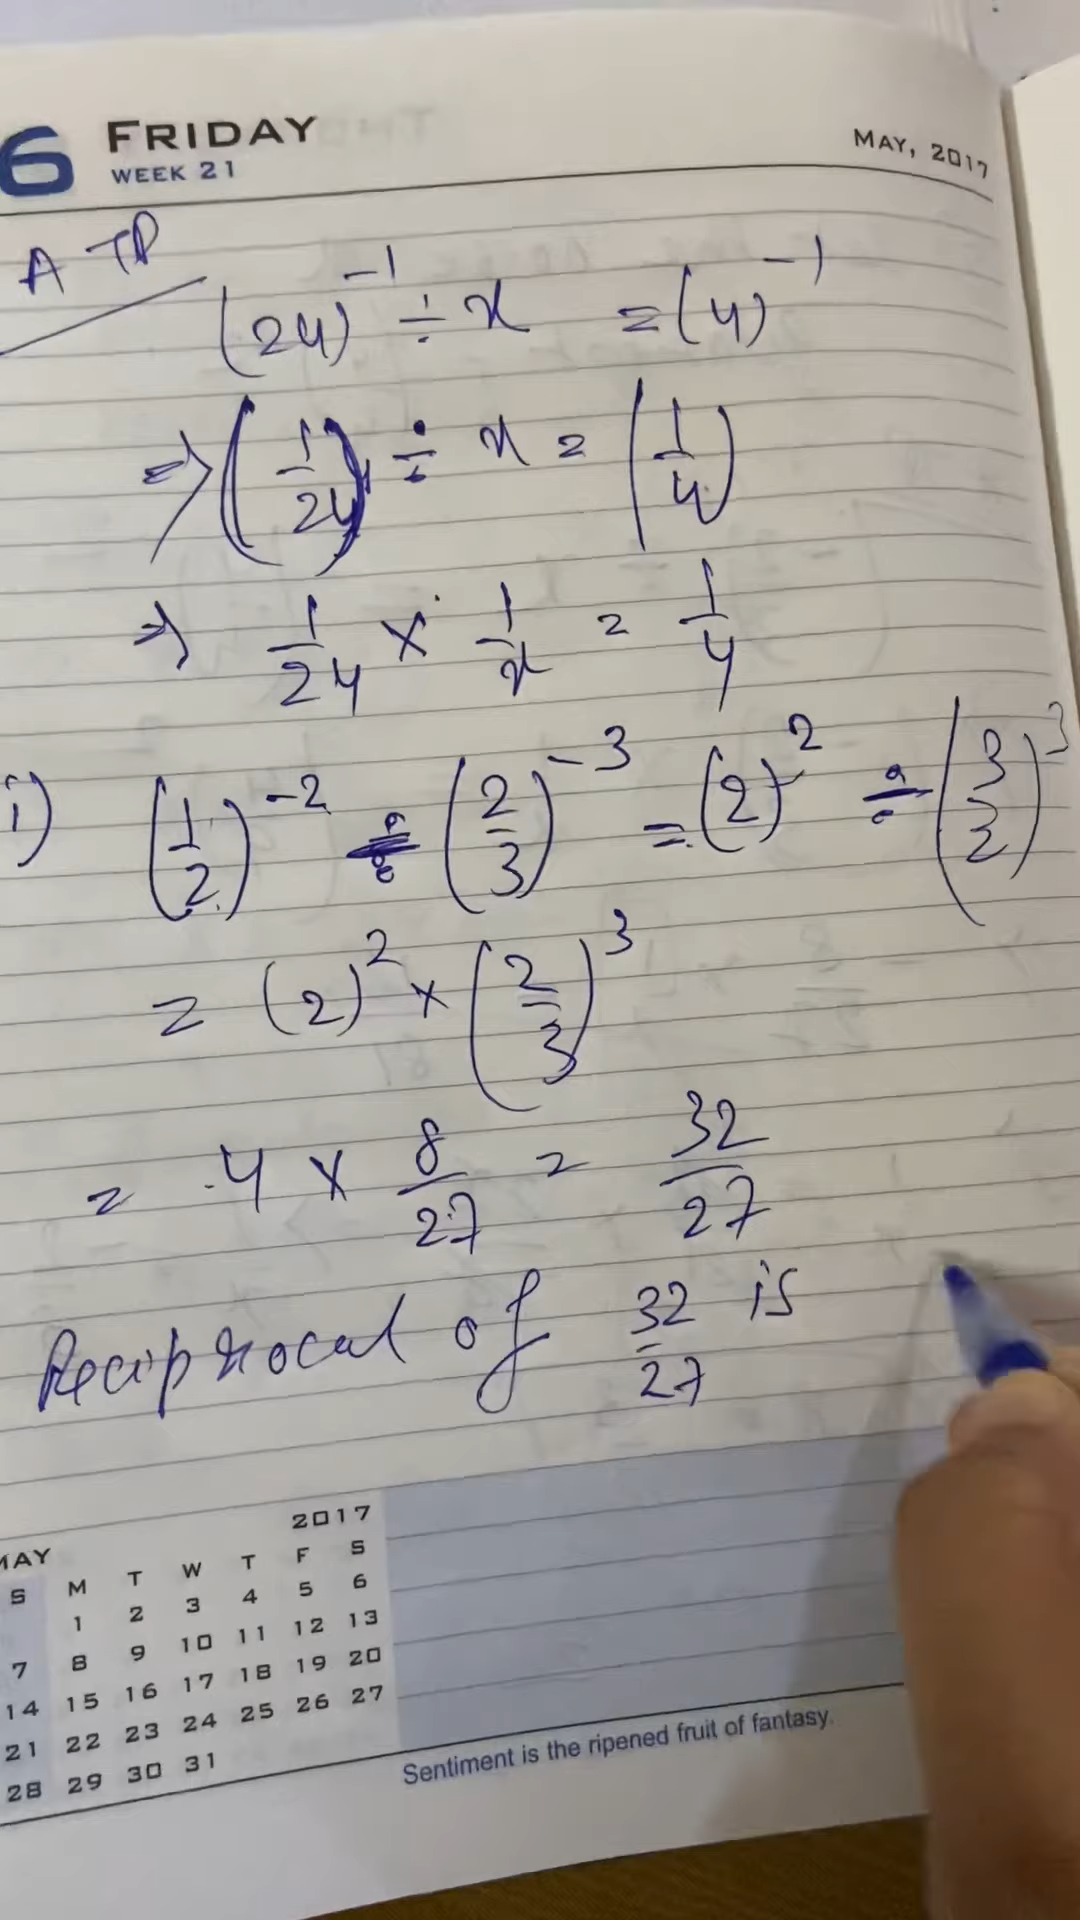 6 FRIDAY
WEEK 21
MAY, 2017
A TP
(24)⁻¹ ÷ x = (4)⁻¹
⇒ (1/24) ÷ x = (1/4)
⇒ 1/24 × 1/x = 1/4
i) (1/2)⁻² ÷ (2/3)⁻³ = (2)² ÷ (3/2)³
= (2)² × (2/3)³
= 4 × 8/27 = 32/27
Reciprocal of 32/27 is
MAY 2017
S M T W T F S
1 2 3 4 5 6
7 8 9 10 11 12 13
14 15 16 17 18 19 20
21 22 23 24 25 26 27
28 29 30 31
Sentiment is the ripened fruit of fantasy.